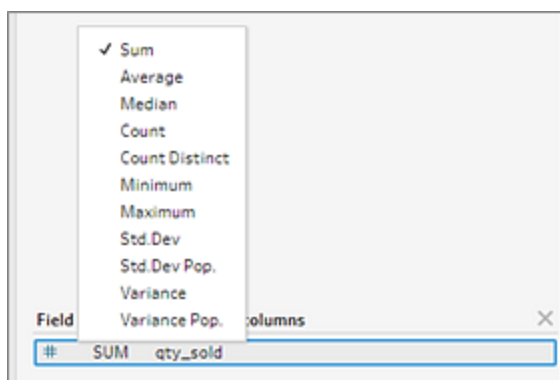 ✓ Sum
Average
Median
Count
Count Distinct
Minimum
Maximum
Std.Dev
Std.Dev Pop.
Variance
Variance Pop.
Field columns
# SUM qty_sold